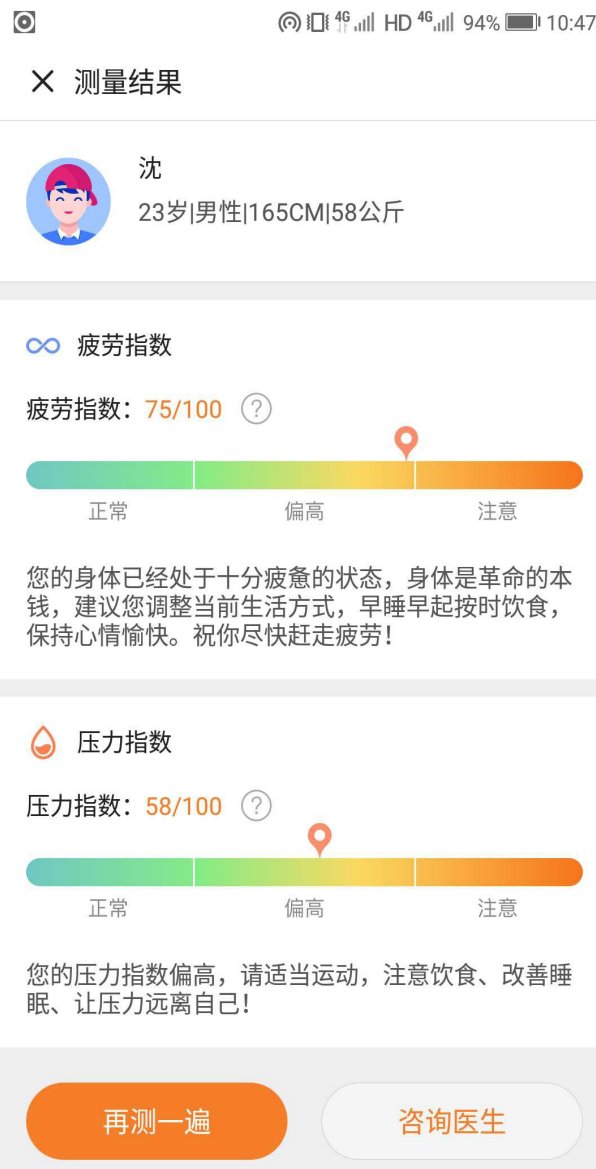 4G HD 4G 94% 10:47
测量结果
沈
23岁|男性|165CM|58公斤
疲劳指数
疲劳指数：75/100 ?
正常 偏高 注意
您的身体已经处于十分疲惫的状态，身体是革命的本
钱，建议您调整当前生活方式，早睡早起按时饮食，
保持心情愉快。祝你尽快赶走疲劳！
压力指数
压力指数：58/100 ?
正常 偏高 注意
您的压力指数偏高，请适当运动，注意饮食、改善睡
眠、让压力远离自己！
再测一遍 咨询医生